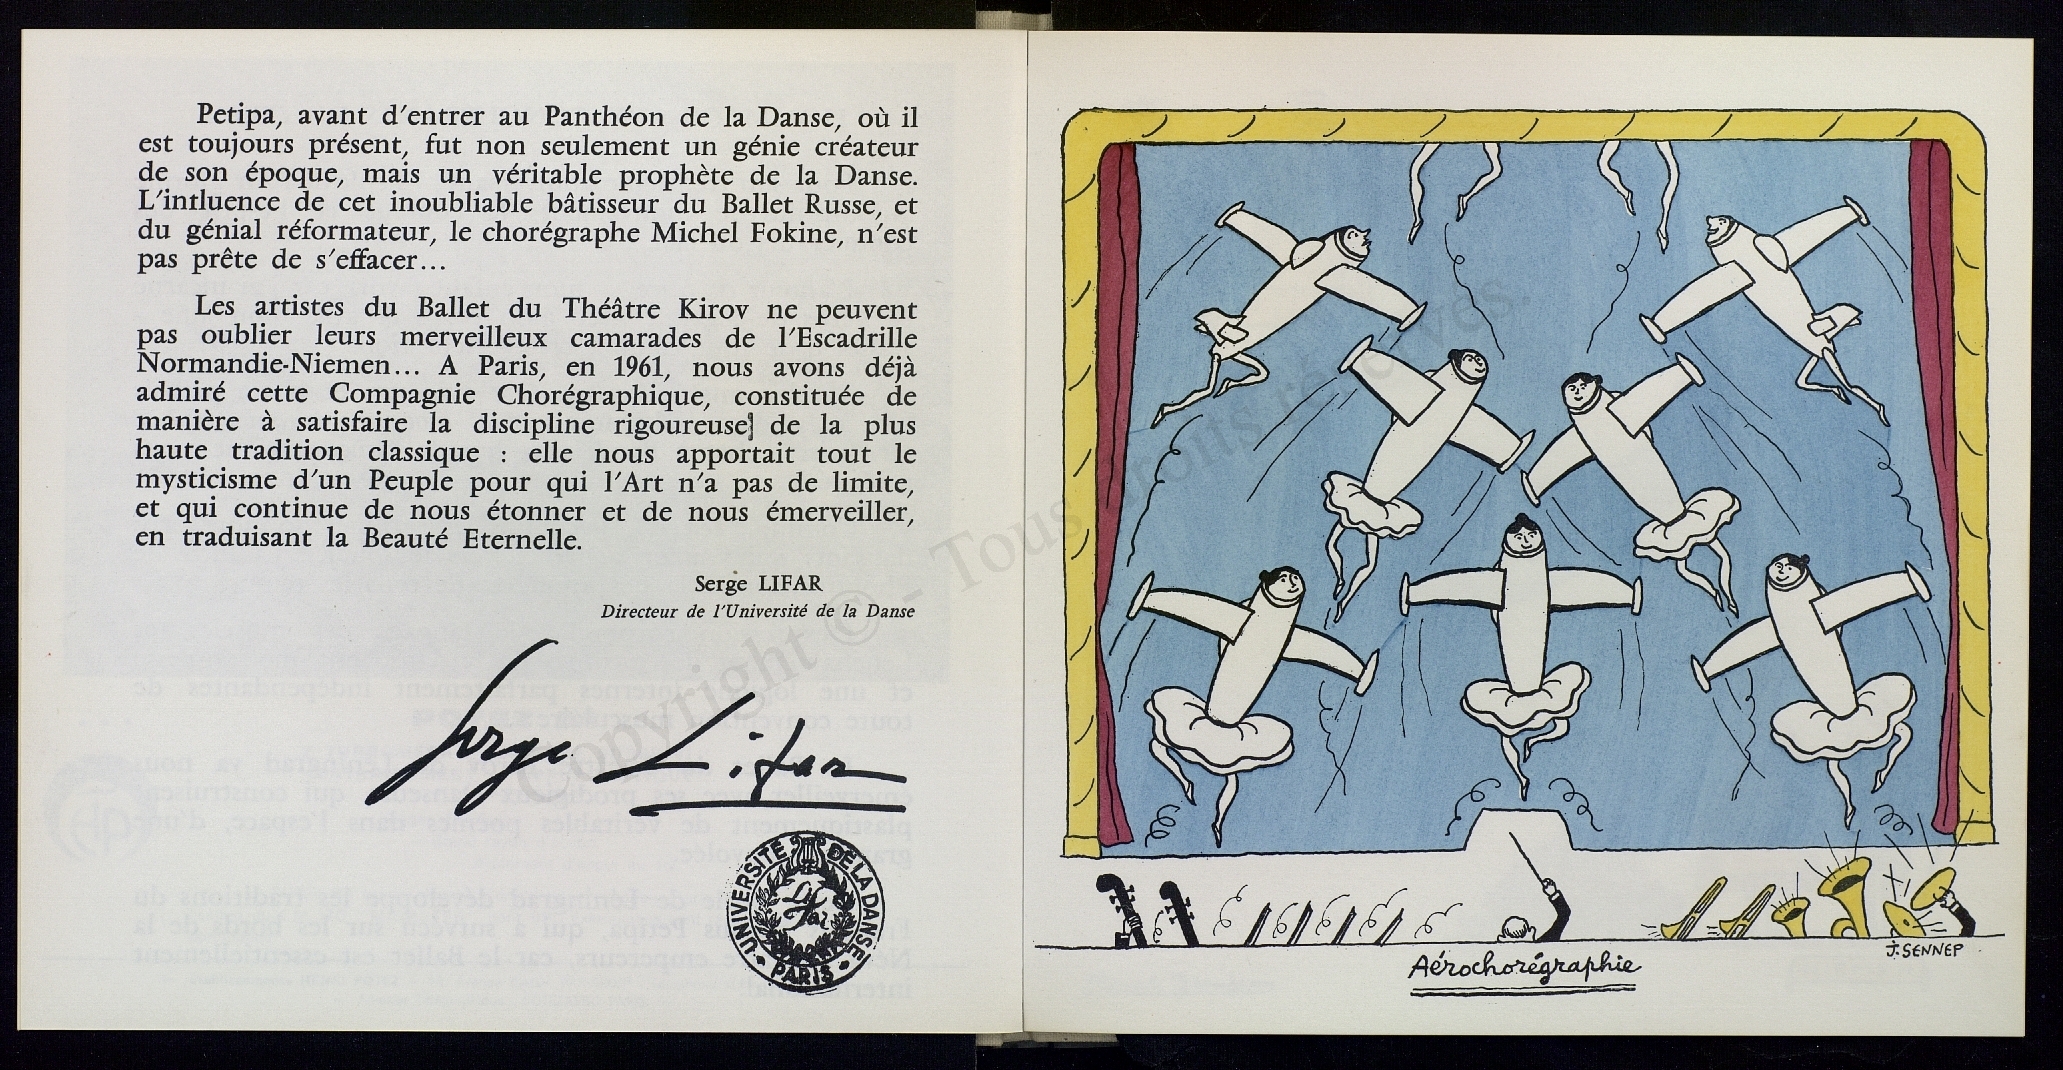 Petipa, avant d'entrer au Panthéon de la Danse, où il
est toujours présent, fut non seulement un génie créateur
de son époque, mais un véritable prophète de la Danse.
L'intluence de cet inoubliable bâtisseur du Ballet Russe, et
du génial réformateur, le chorégraphe Michel Fokine, n'est
pas prête de s'effacer...
Les artistes du Ballet du Théâtre Kirov ne peuvent
pas oublier leurs merveilleux camarades de l'Escadrille
Normandie-Niemen... A Paris, en 1961, nous avons déjà
admiré cette Compagnie Chorégraphique, constituée de
manière à satisfaire la discipline rigoureuse] de la plus
haute tradition classique : elle nous apportait tout le
mysticisme d'un Peuple pour qui l'Art n'a pas de limite,
et qui continue de nous étonner et de nous émerveiller,
en traduisant la Beauté Eternelle.
Serge LIFAR
Directeur de l'Université de la Danse
Serge Lifar
UNIVERSITÉ DE LA DANSE
Lifar
PARIS
Copyright © - Tous droits réservés.
Aérochorégraphie
J. SENNEP